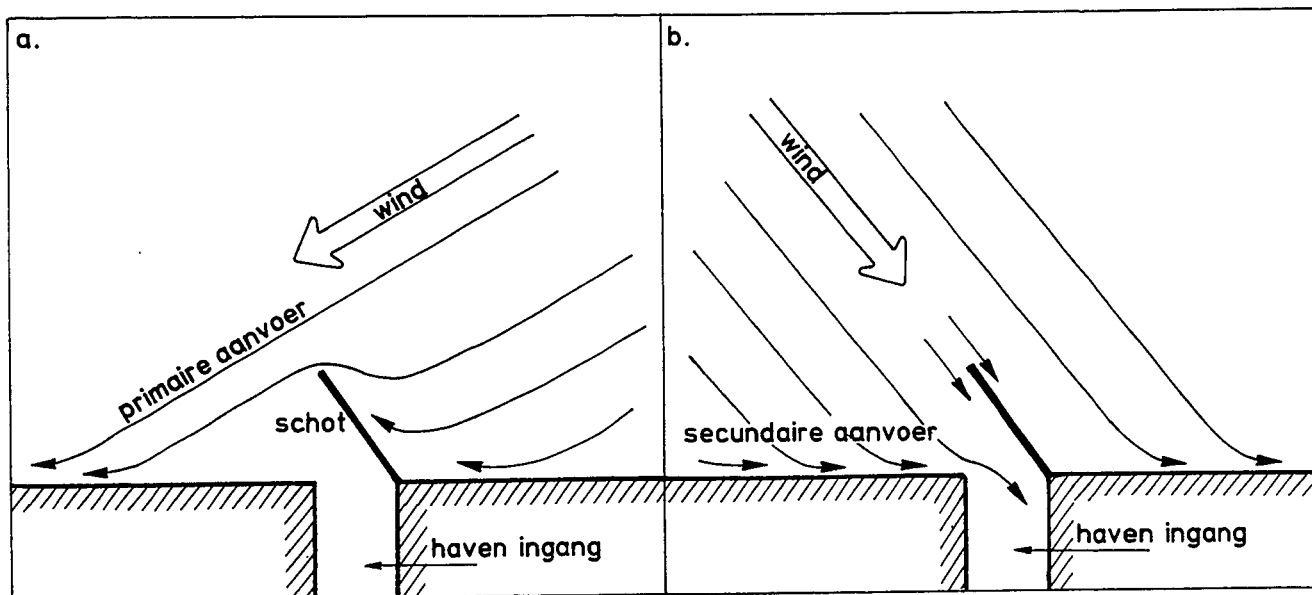 a.
wind
primaire aanvoer
schot
haven ingang
b.
wind
secundaire aanvoer
haven ingang